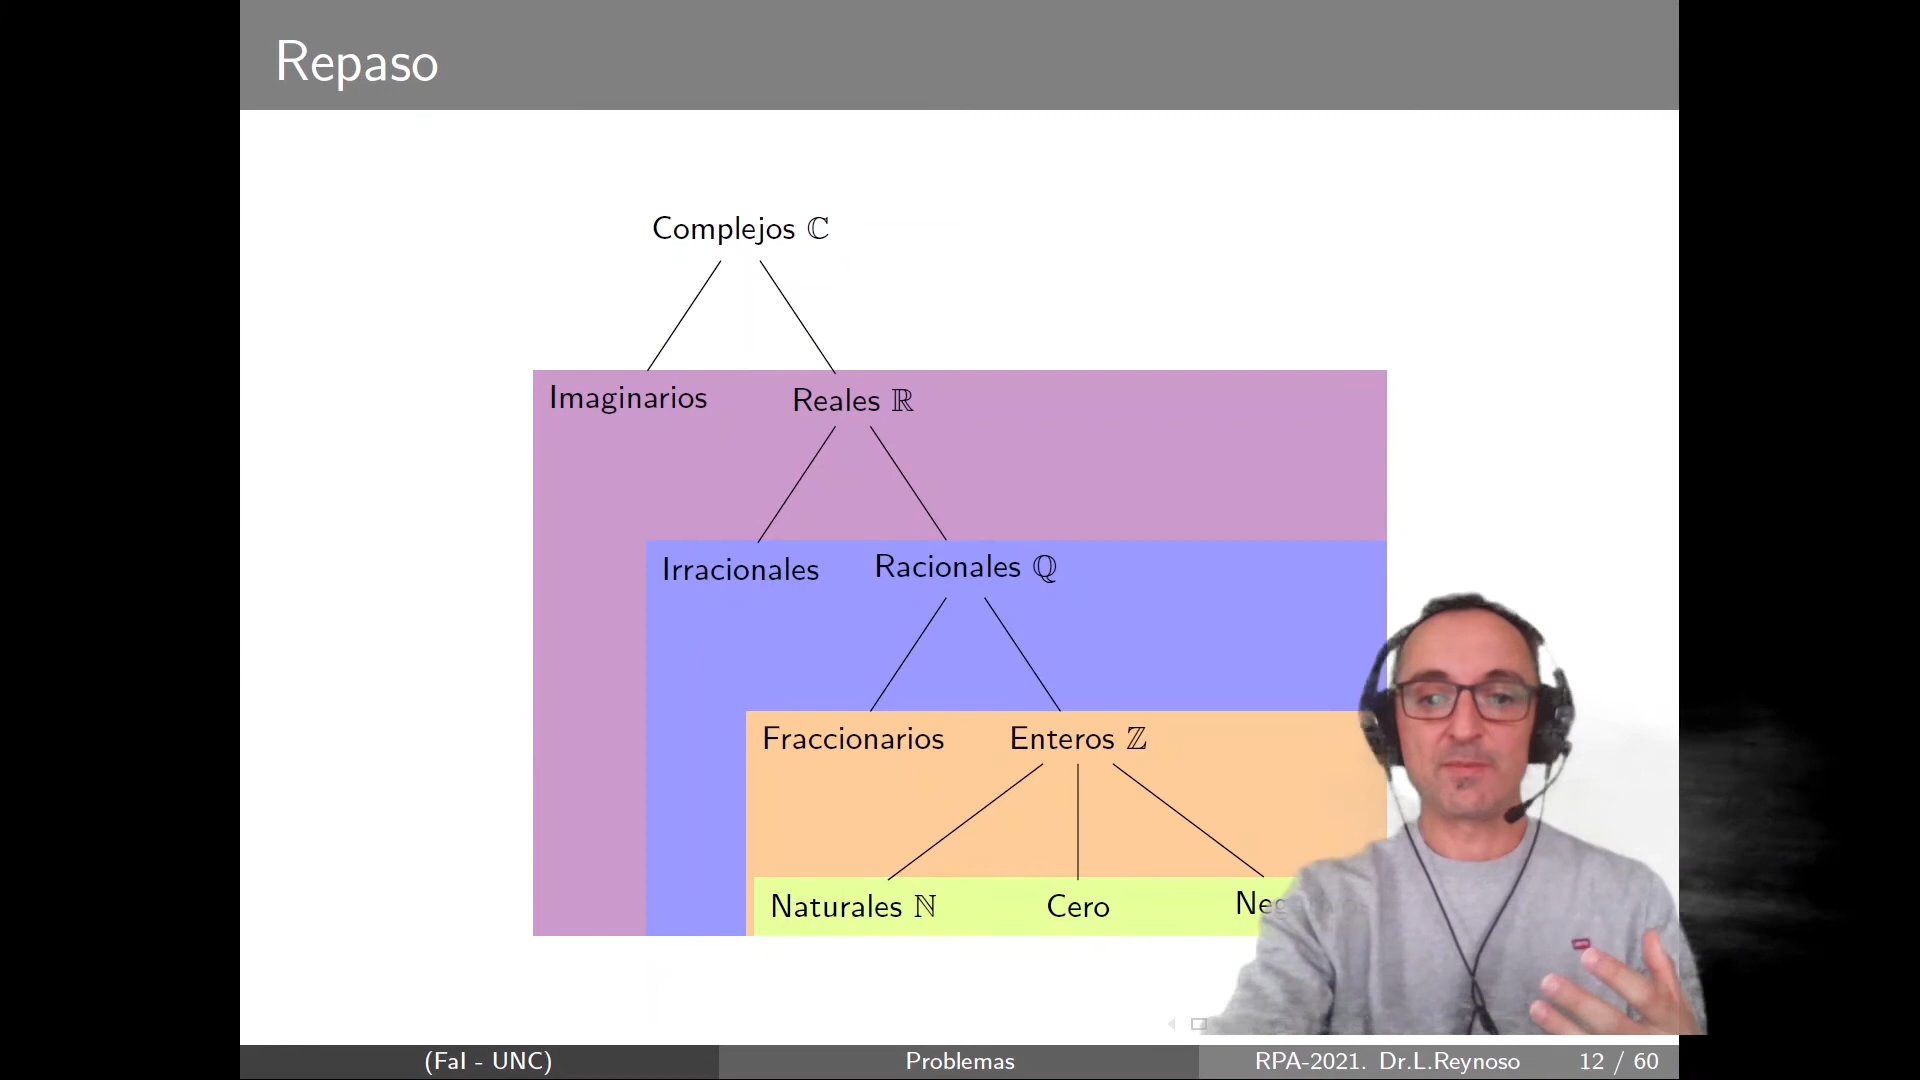 Repaso
Complejos ℂ
Imaginarios Reales ℝ
Irracionales Racionales ℚ
Fraccionarios Enteros ℤ
Naturales ℕ Cero
(FaI - UNC) Problemas RPA-2021. Dr.L.Reynoso 12 / 60